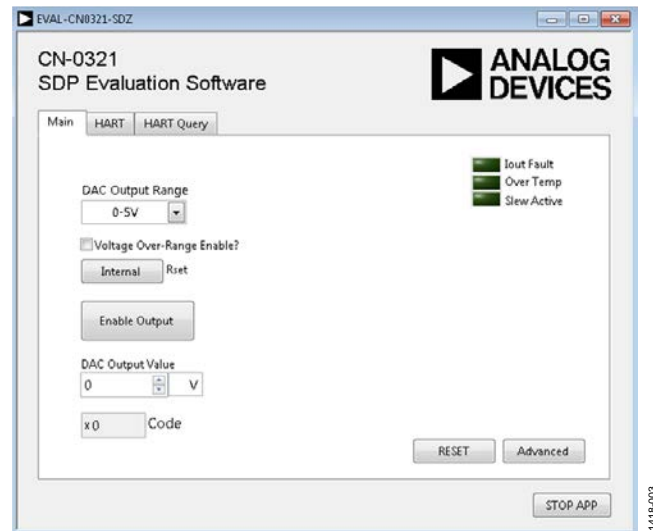 EVAL-CN0321-SDZ
CN-0321
SDP Evaluation Software
ANALOG
DEVICES
Main HART HART Query
Iout Fault
Over Temp
Slew Active
DAC Output Range
0-5V
Voltage Over-Range Enable?
Internal Rset
Enable Output
DAC Output Value
0 V
x0 Code
RESET Advanced
STOP APP